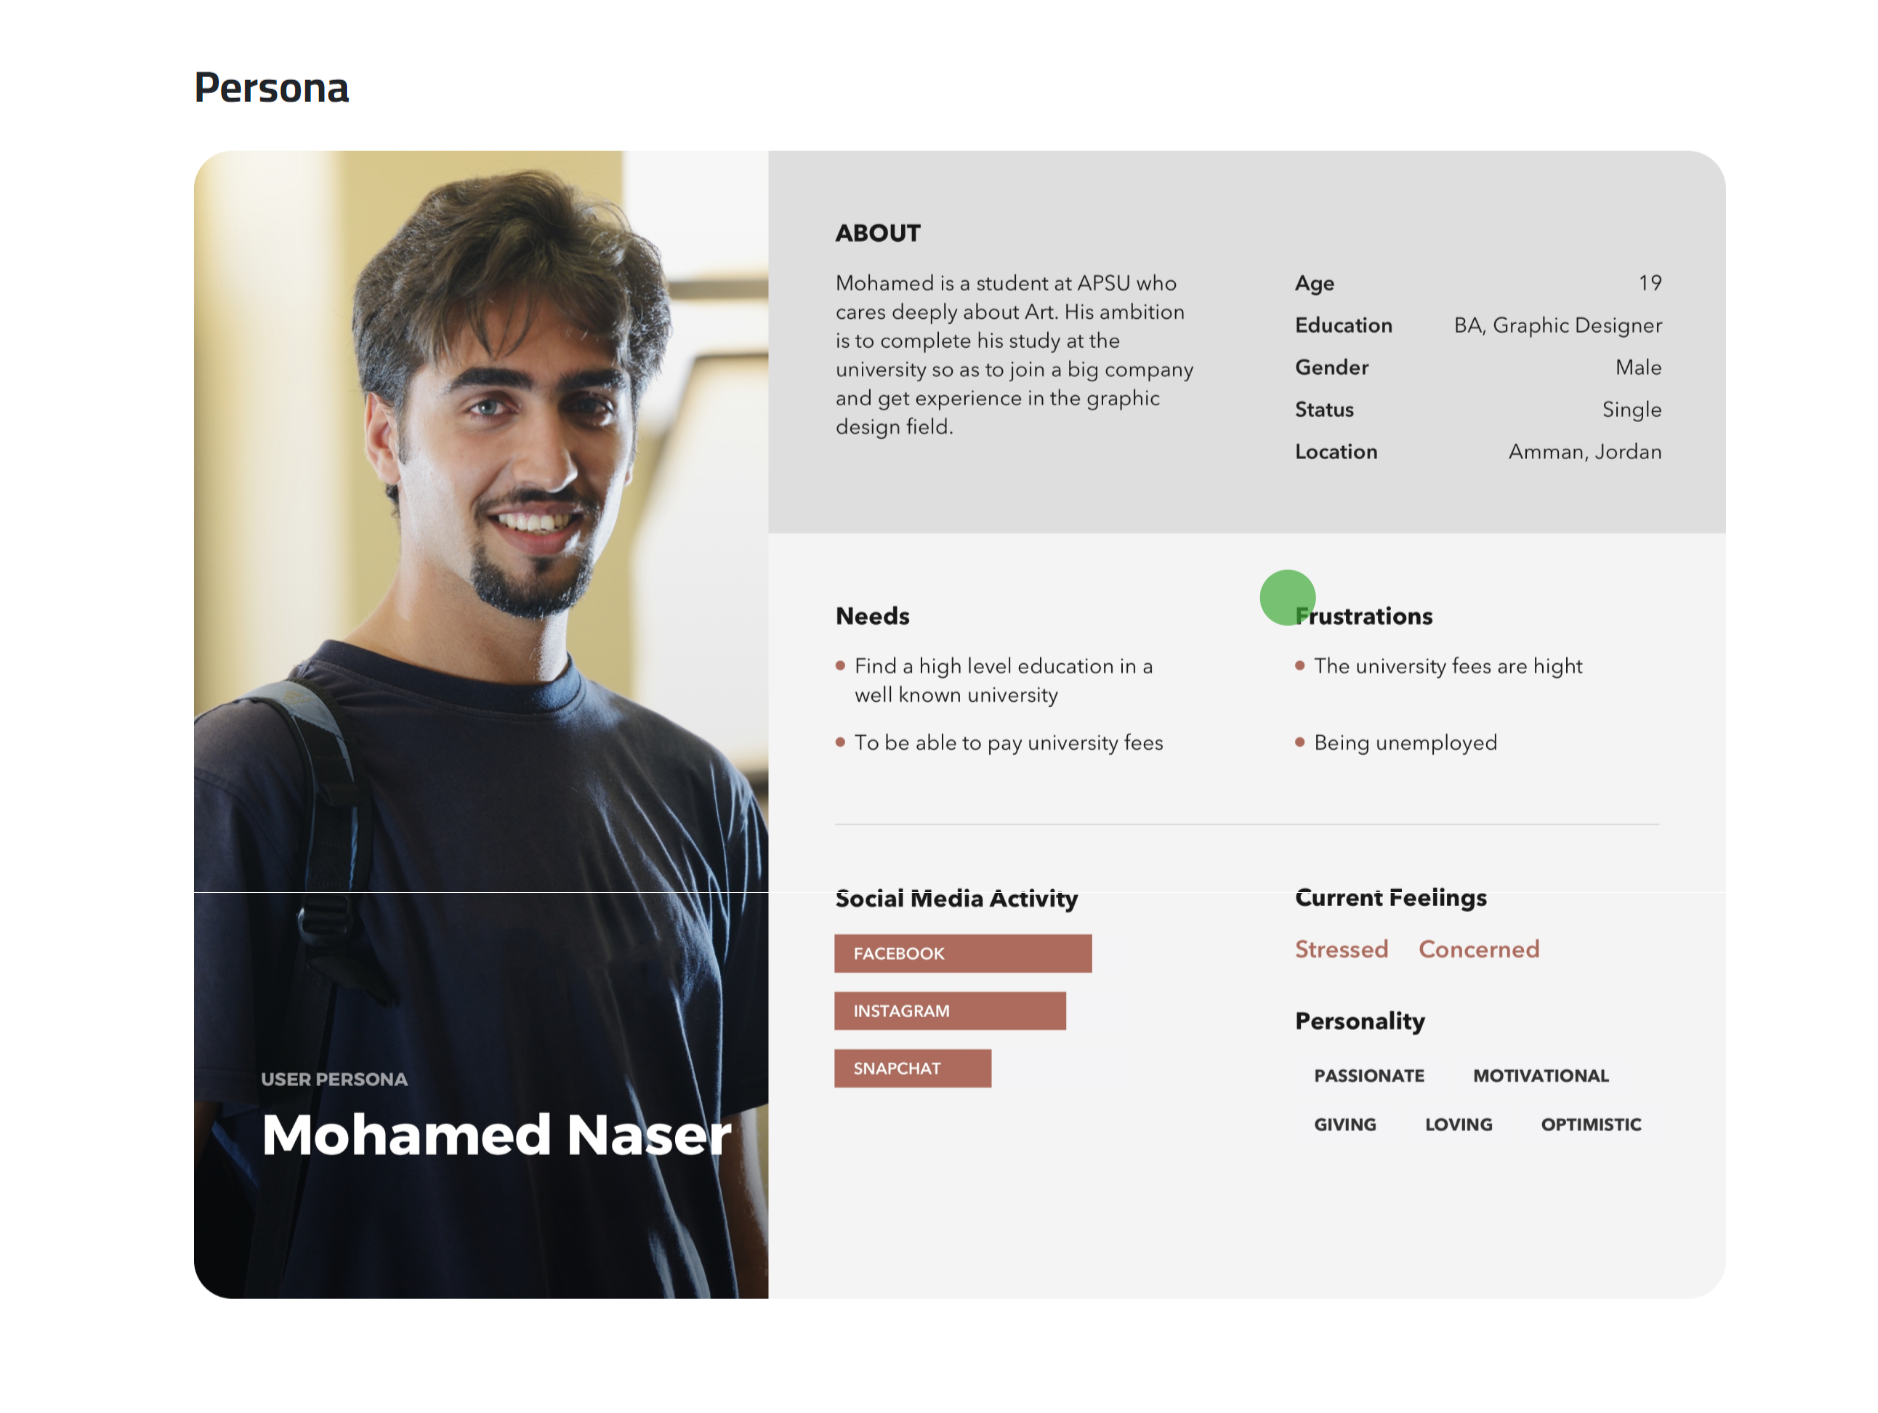 Persona
ABOUT
Mohamed is a student at APSU who
cares deeply about Art. His ambition
is to complete his study at the
university so as to join a big company
and get experience in the graphic
design field.
Age 19
Education BA, Graphic Designer
Gender Male
Status Single
Location Amman, Jordan
Needs
Find a high level education in a
well known university
To be able to pay university fees
Frustrations
The university fees are hight
Being unemployed
Social Media Activity
FACEBOOK
INSTAGRAM
SNAPCHAT
Current Feelings
Stressed Concerned
Personality
PASSIONATE MOTIVATIONAL
GIVING LOVING OPTIMISTIC
USER PERSONA
Mohamed Naser